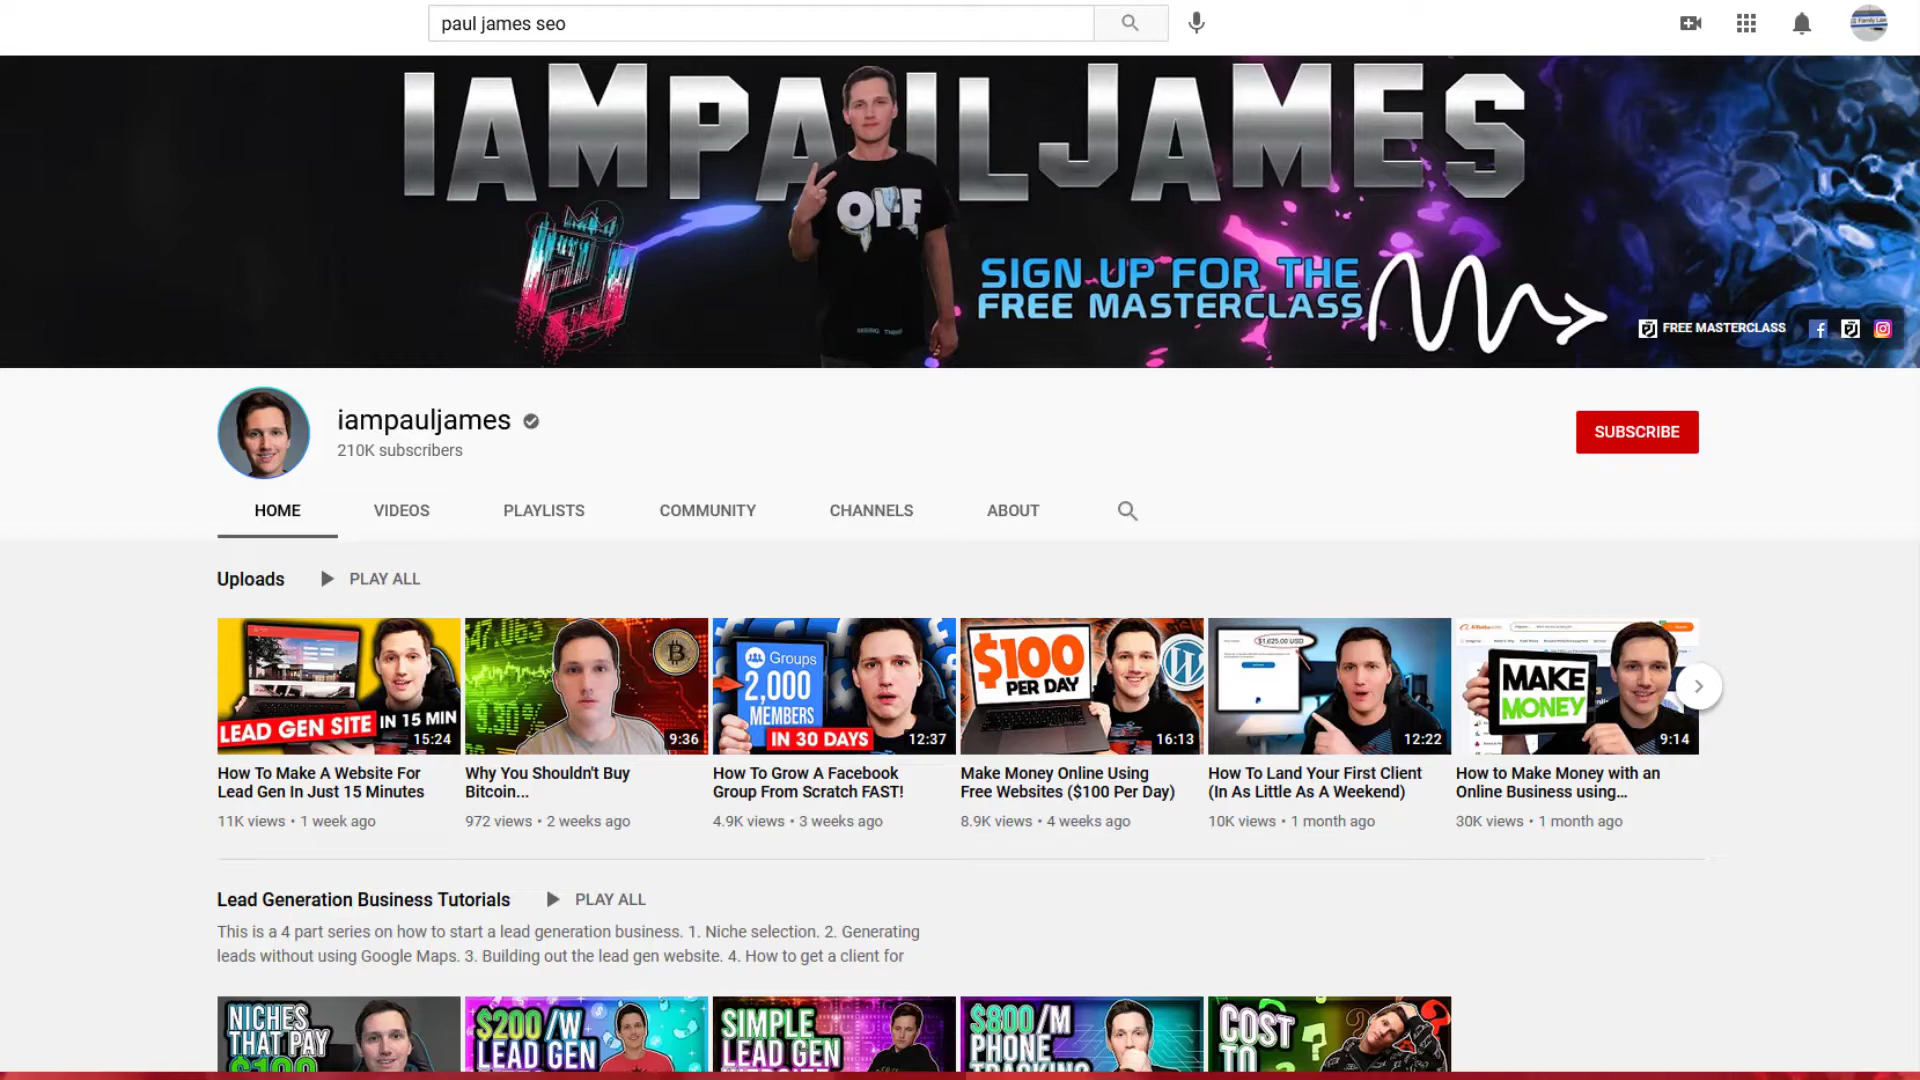 paul james seo
Family Law
IAMPAULJAMES
OFF
SIGN UP FOR THE
FREE MASTERCLASS
FREE MASTERCLASS
iampauljames
210K subscribers
SUBSCRIBE
HOME VIDEOS PLAYLISTS COMMUNITY CHANNELS ABOUT
Uploads PLAY ALL
LEAD GEN SITE IN 15 MIN
15:24
9:36
Groups
2,000
MEMBERS
IN 30 DAYS
12:37
$100
PER DAY
16:13
$1,625.00 USD
12:22
MAKE
MONEY
9:14
How To Make A Website For
Lead Gen In Just 15 Minutes
11K views • 1 week ago
Why You Shouldn't Buy
Bitcoin...
972 views • 2 weeks ago
How To Grow A Facebook
Group From Scratch FAST!
4.9K views • 3 weeks ago
Make Money Online Using
Free Websites ($100 Per Day)
8.9K views • 4 weeks ago
How To Land Your First Client
(In As Little As A Weekend)
10K views • 1 month ago
How to Make Money with an
Online Business using...
30K views • 1 month ago
Lead Generation Business Tutorials PLAY ALL
This is a 4 part series on how to start a lead generation business. 1. Niche selection. 2. Generating
leads without using Google Maps. 3. Building out the lead gen website. 4. How to get a client for
NICHES
THAT PAY
$100
$200 /W
LEAD GEN
SIMPLE
LEAD GEN
$800 /M
PHONE
TRACKING
COST
TO